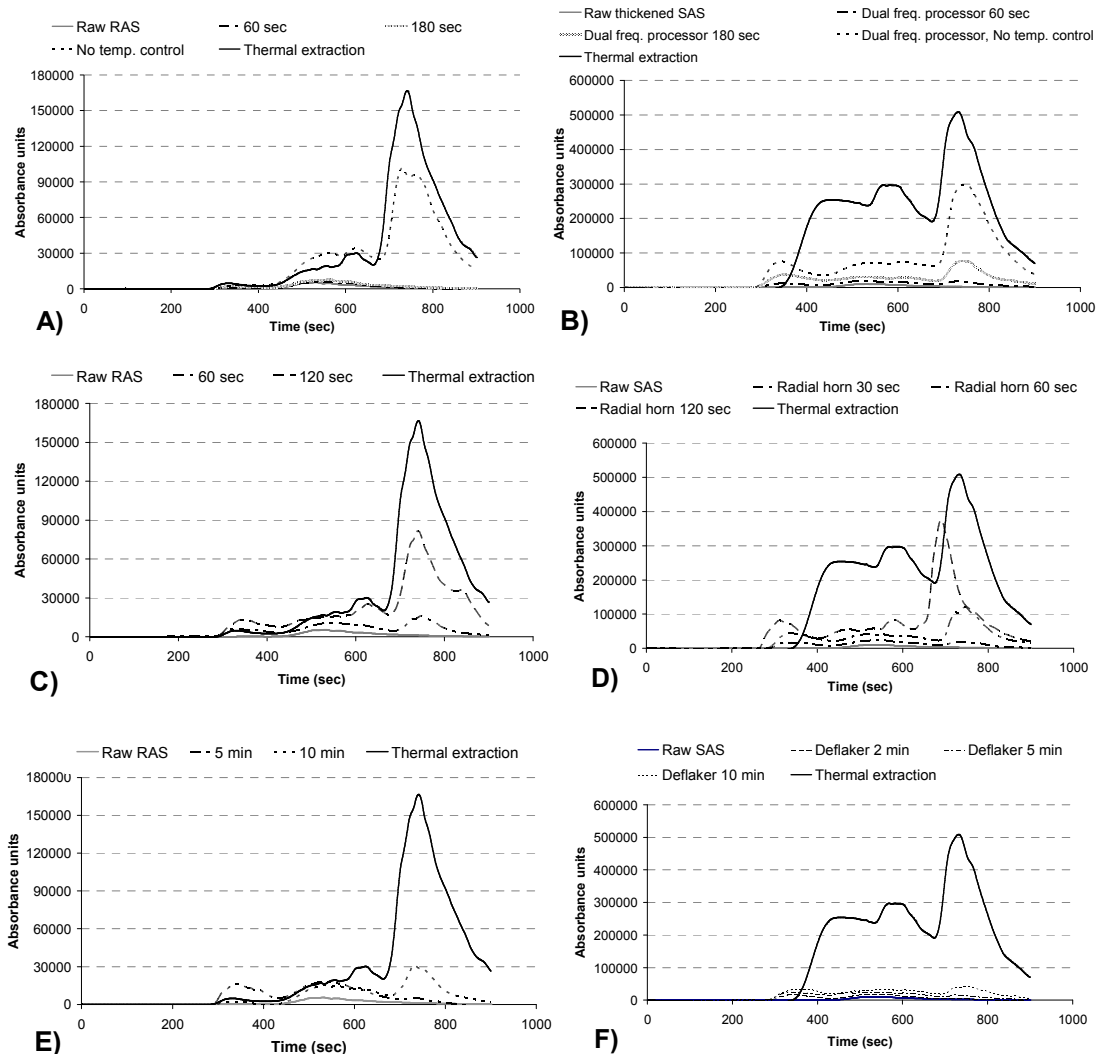 Raw RAS 60 sec 180 sec
No temp. control Thermal extraction
180000
150000
120000
90000
60000
30000
0
0 200 400 600 800 1000
Absorbance units
Time (sec)
A)
Raw thickened SAS Dual freq. processor 60 sec
Dual freq. processor 180 sec Dual freq. processor, No temp. control
Thermal extraction
600000
500000
400000
300000
200000
100000
0
0 200 400 600 800 1000
Absorbance units
Time (sec)
B)
Raw RAS 60 sec 120 sec Thermal extraction
180000
150000
120000
90000
60000
30000
0
0 200 400 600 800 1000
Absorbance units
Time (sec)
C)
Raw SAS Radial horn 30 sec Radial horn 60 sec
Radial horn 120 sec Thermal extraction
600000
500000
400000
300000
200000
100000
0
0 200 400 600 800 1000
Absorbance units
Time (sec)
D)
Raw RAS 5 min 10 min Thermal extraction
180000
150000
120000
90000
60000
30000
0
0 200 400 600 800 1000
Absorbance units
Time (sec)
E)
Raw SAS Deflaker 2 min Deflaker 5 min
Deflaker 10 min Thermal extraction
600000
500000
400000
300000
200000
100000
0
0 200 400 600 800 1000
Absorbance units
Time (sec)
F)